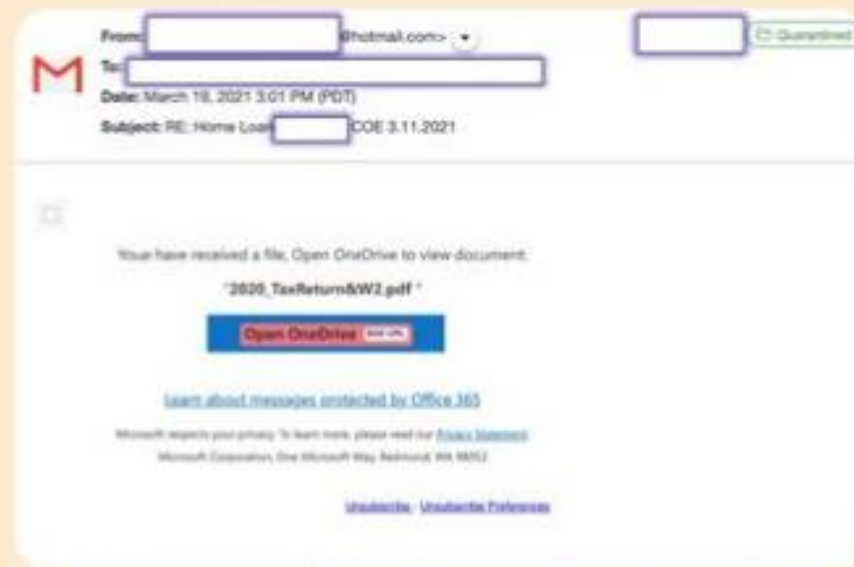 From: @hotmail.com>
Quarantined
To:
Date: March 19, 2021 3:01 PM (PDT)
Subject: RE: Home Loan COE 3.11.2021
Youe have received a file, Open OneDrive to view document.
"2020_TaxReturn&W2.pdf "
Open OneDrive
Learn about messages protected by Office 365
Microsoft respects your privacy. To learn more, please read our Privacy Statement
Microsoft Corporation, One Microsoft Way, Redmond, WA 98052
Unsubscribe - Unsubscribe Preferences